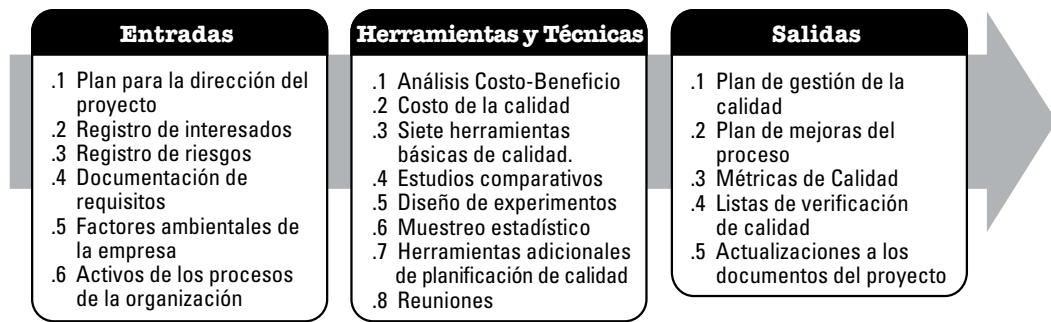 Entradas
.1 Plan para la dirección del
proyecto
.2 Registro de interesados
.3 Registro de riesgos
.4 Documentación de
requisitos
.5 Factores ambientales de
la empresa
.6 Activos de los procesos
de la organización
Herramientas y Técnicas
.1 Análisis Costo-Beneficio
.2 Costo de la calidad
.3 Siete herramientas
básicas de calidad.
.4 Estudios comparativos
.5 Diseño de experimentos
.6 Muestreo estadístico
.7 Herramientas adicionales
de planificación de calidad
.8 Reuniones
Salidas
.1 Plan de gestión de la
calidad
.2 Plan de mejoras del
proceso
.3 Métricas de Calidad
.4 Listas de verificación
de calidad
.5 Actualizaciones a los
documentos del proyecto